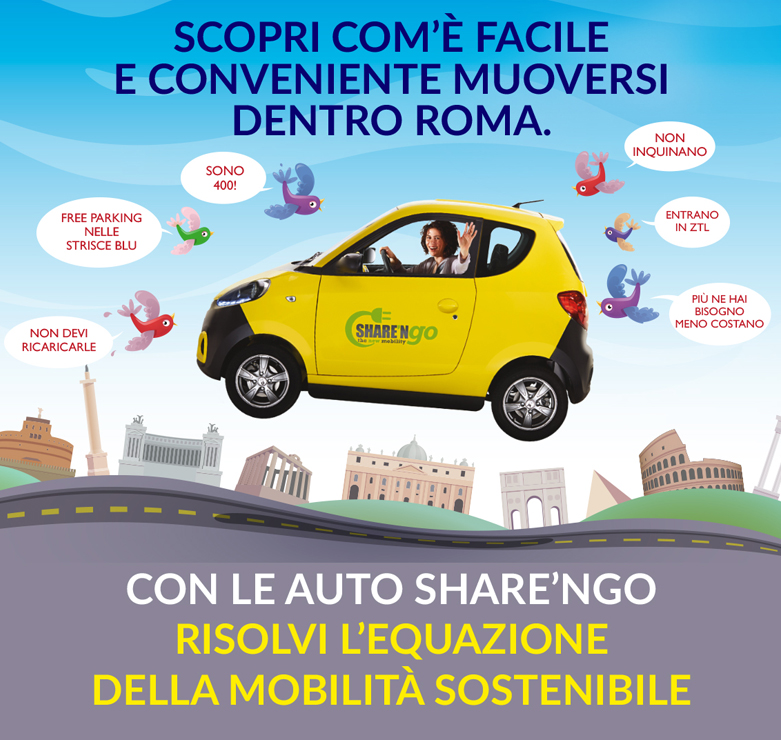 SCOPRI COM'È FACILE
E CONVENIENTE MUOVERSI
DENTRO ROMA.
SONO
400!
FREE PARKING
NELLE
STRISCE BLU
NON DEVI
RICARICARLE
NON
INQUINANO
ENTRANO
IN ZTL
PIÙ NE HAI
BISOGNO
MENO COSTANO
SHARE'Ngo
the new mobility
CON LE AUTO SHARE'NGO
RISOLVI L'EQUAZIONE
DELLA MOBILITÀ SOSTENIBILE